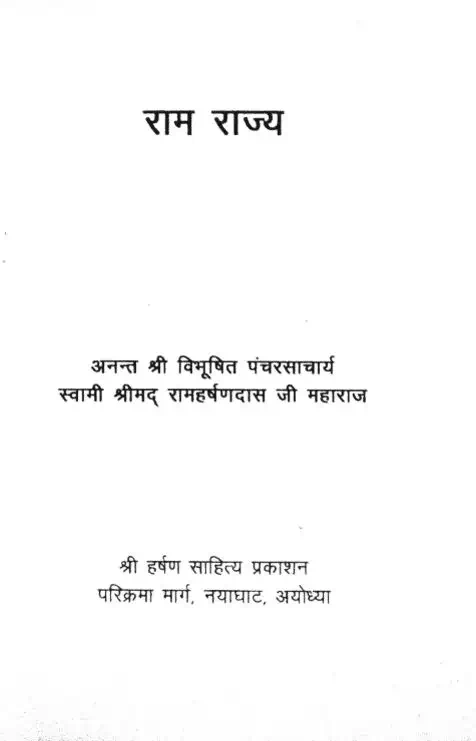 राम राज्य
अनन्त श्री विभूषित पंचरसाचार्य
स्वामी श्रीमद् रामहर्षणदास जी महाराज
श्री हर्षण साहित्य प्रकाशन
परिक्रमा मार्ग, नयाघाट, अयोध्या